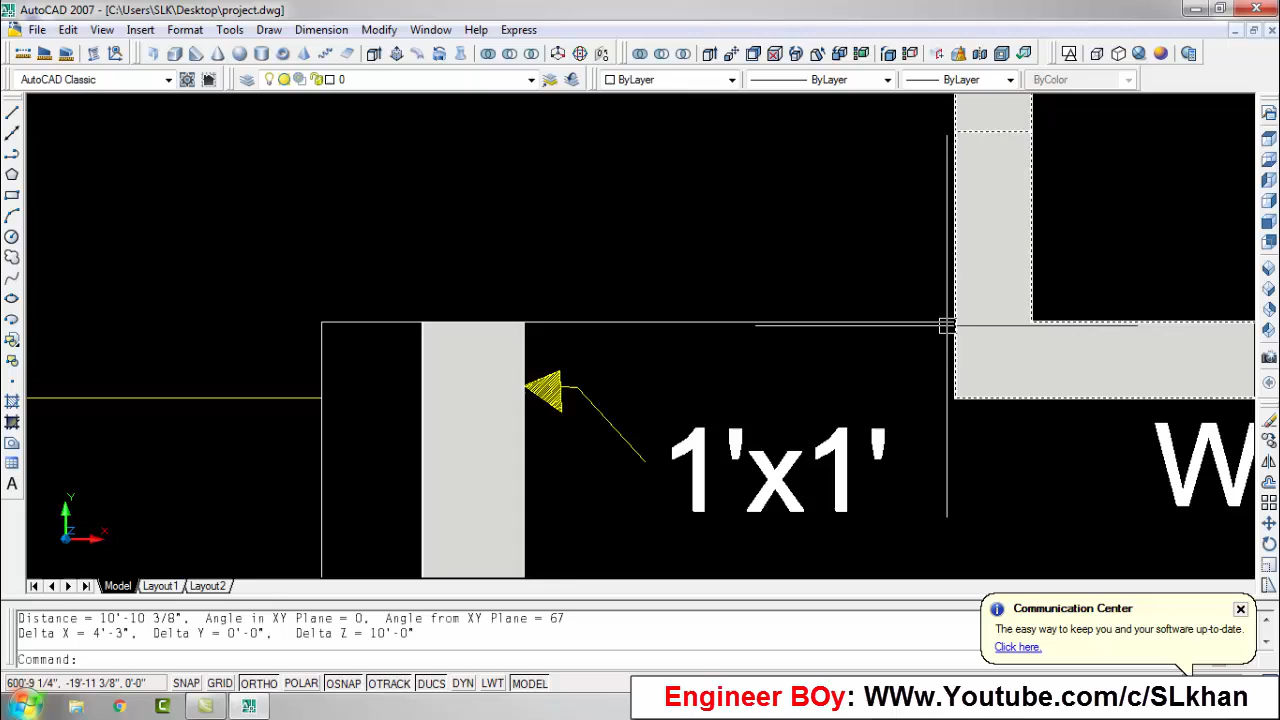 AutoCAD 2007 - [C:\Users\SLK\Desktop\project.dwg]
File Edit View Insert Format Tools Draw Dimension Modify Window Help Express
AutoCAD Classic 0 ByLayer ByLayer ByLayer ByColor
1'x1'
W
Y
Z X
A
Model Layout1 Layout2
Distance = 10'-10 3/8", Angle in XY Plane = 0, Angle from XY Plane = 67
Delta X = 4'-3", Delta Y = 0'-0", Delta Z = 10'-0"
Command:
Communication Center
The easy way to keep you and your software up-to-date.
Click here.
600'-9 1/4", -19'-11 3/8", 0'-0" SNAP GRID ORTHO POLAR OSNAP OTRACK DUCS DYN LWT MODEL
Engineer BOy: WWw.Youtube.com/c/SLkhan